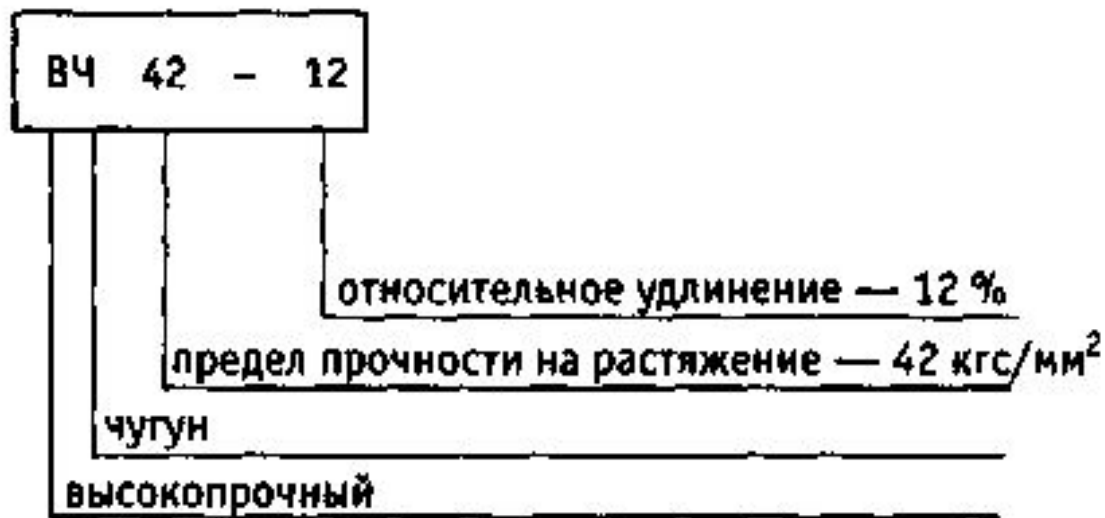 ВЧ 42 – 12
относительное удлинение — 12 %
предел прочности на растяжение — 42 кгс/мм²
чугун
высокопрочный